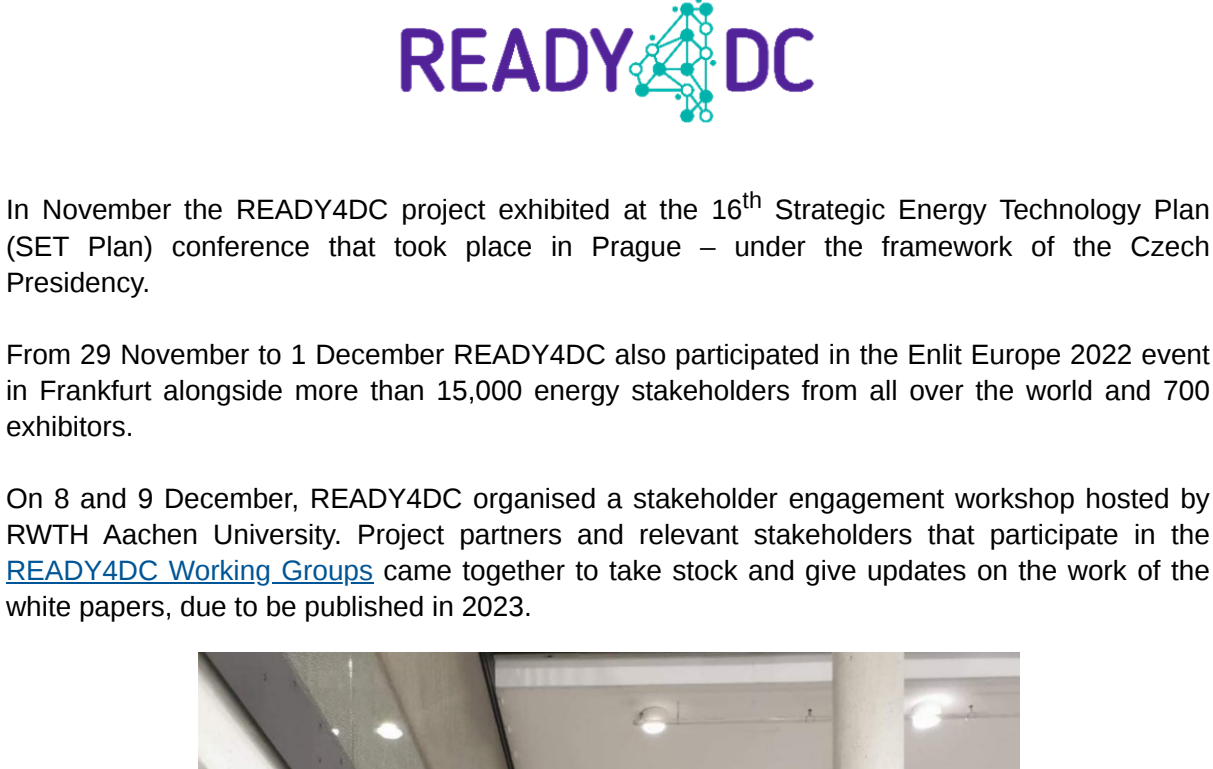 READY4DC
In November the READY4DC project exhibited at the 16th Strategic Energy Technology Plan
(SET Plan) conference that took place in Prague – under the framework of the Czech
Presidency.
From 29 November to 1 December READY4DC also participated in the Enlit Europe 2022 event
in Frankfurt alongside more than 15,000 energy stakeholders from all over the world and 700
exhibitors.
On 8 and 9 December, READY4DC organised a stakeholder engagement workshop hosted by
RWTH Aachen University. Project partners and relevant stakeholders that participate in the
READY4DC Working Groups came together to take stock and give updates on the work of the
white papers, due to be published in 2023.